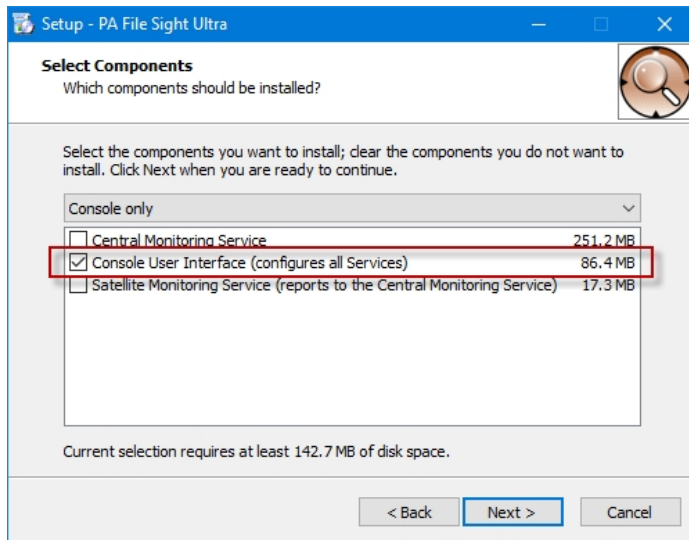 Setup - PA File Sight Ultra
Select Components
Which components should be installed?
Select the components you want to install; clear the components you do not want to
install. Click Next when you are ready to continue.
Console only
Central Monitoring Service 251.2 MB
Console User Interface (configures all Services) 86.4 MB
Satellite Monitoring Service (reports to the Central Monitoring Service) 17.3 MB
Current selection requires at least 142.7 MB of disk space.
< Back Next > Cancel